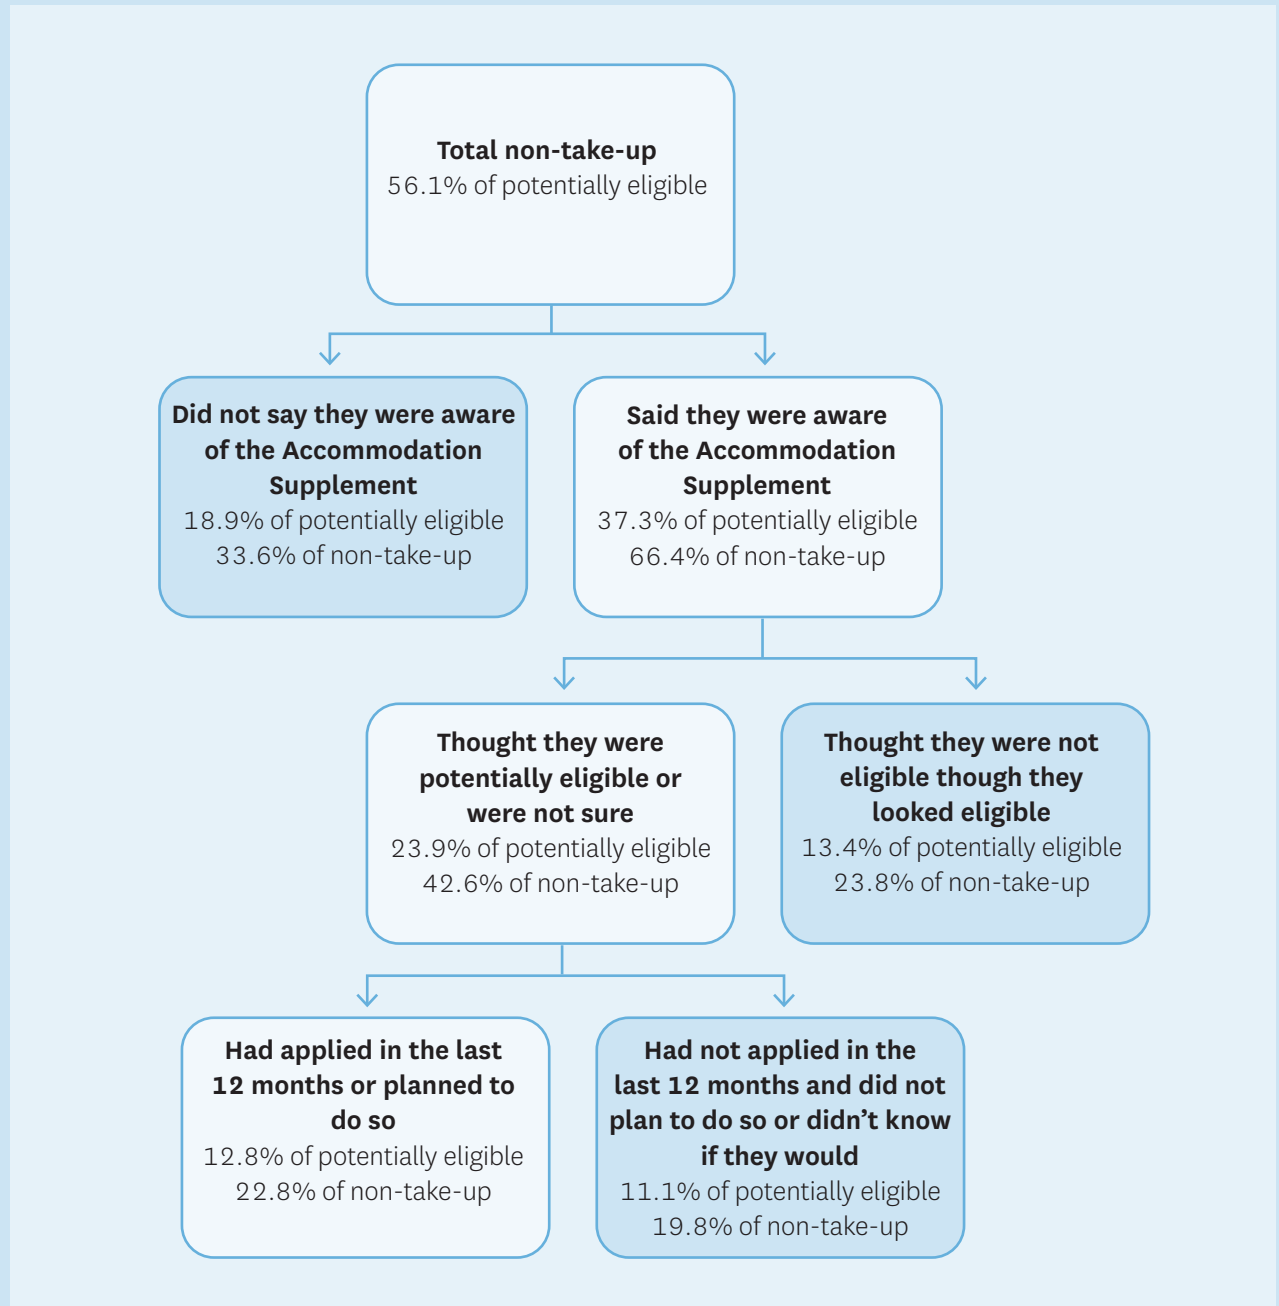 Total non-take-up
56.1% of potentially eligible
Did not say they were aware
of the Accommodation
Supplement
18.9% of potentially eligible
33.6% of non-take-up
Said they were aware
of the Accommodation
Supplement
37.3% of potentially eligible
66.4% of non-take-up
Thought they were
potentially eligible or
were not sure
23.9% of potentially eligible
42.6% of non-take-up
Thought they were not
eligible though they
looked eligible
13.4% of potentially eligible
23.8% of non-take-up
Had applied in the last
12 months or planned to
do so
12.8% of potentially eligible
22.8% of non-take-up
Had not applied in the
last 12 months and did not
plan to do so or didn’t know
if they would
11.1% of potentially eligible
19.8% of non-take-up